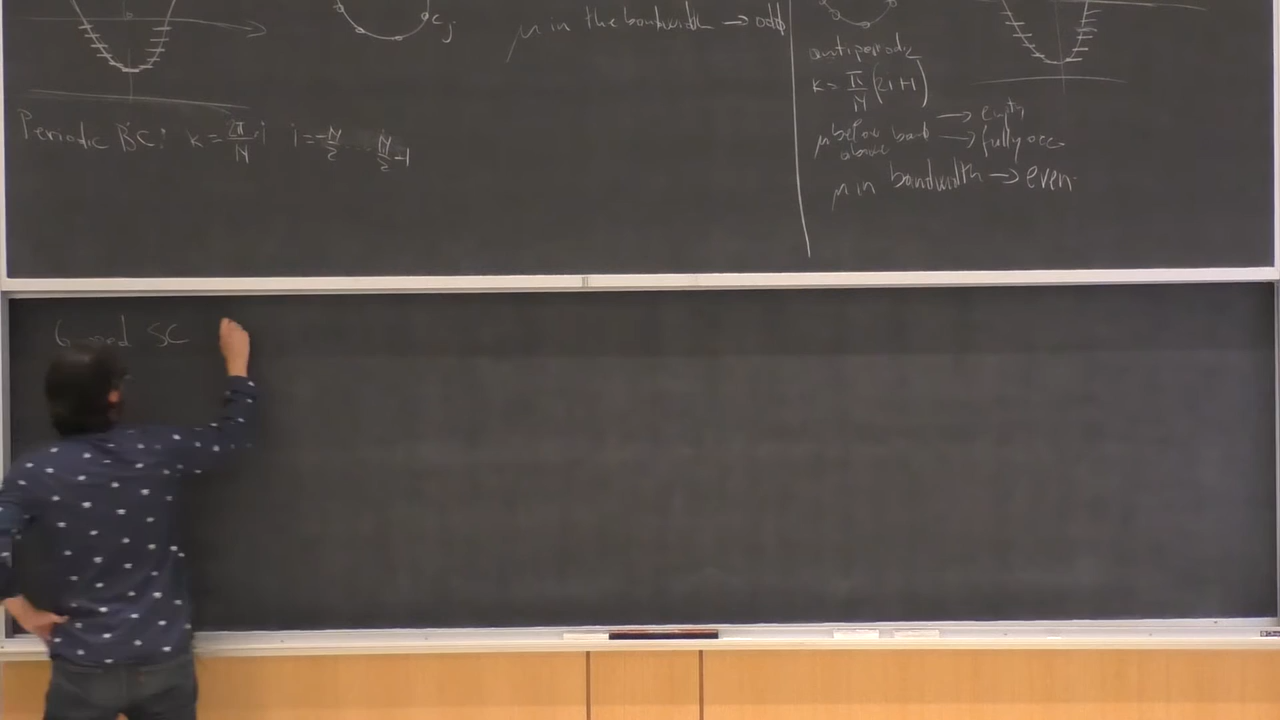 c_j
μ in the bandwidth → odd
Periodic BC: k = 2π/N i i = -N/2 ... N/2 -1
antiperiodic
k = π/N (2i+1)
μ below band → empty
above → fully occ.
μ in bandwidth → even
SC